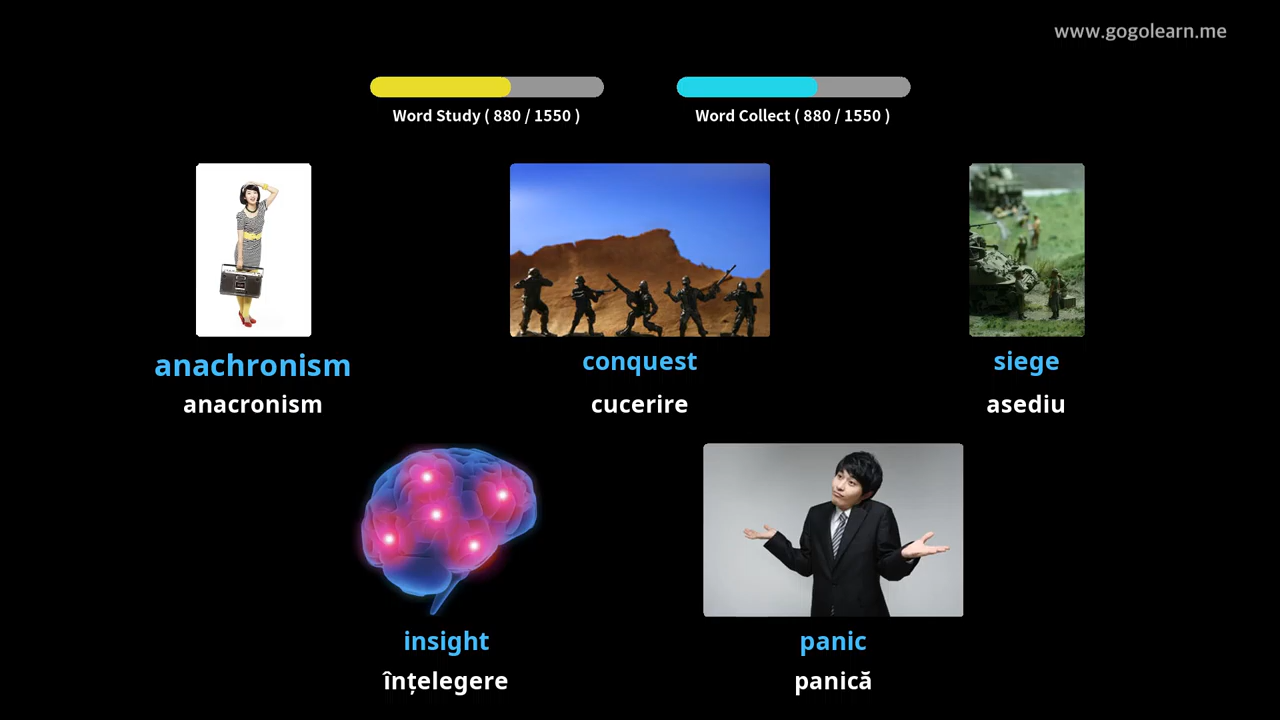 www.gogolearn.me
Word Study ( 880 / 1550 )
Word Collect ( 880 / 1550 )
anachronism
anacronism
conquest
cucerire
siege
asediu
insight
înțelegere
panic
panică